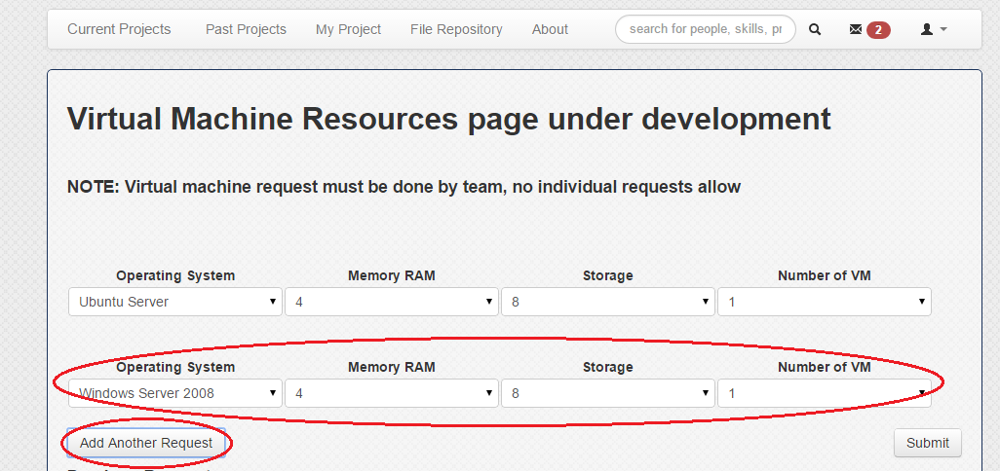 Current Projects Past Projects My Project File Repository About search for people, skills, pr 2
Virtual Machine Resources page under development
NOTE: Virtual machine request must be done by team, no individual requests allow
Operating System Memory RAM Storage Number of VM
Ubuntu Server 4 8 1
Operating System Memory RAM Storage Number of VM
Windows Server 2008 4 8 1
Add Another Request Submit